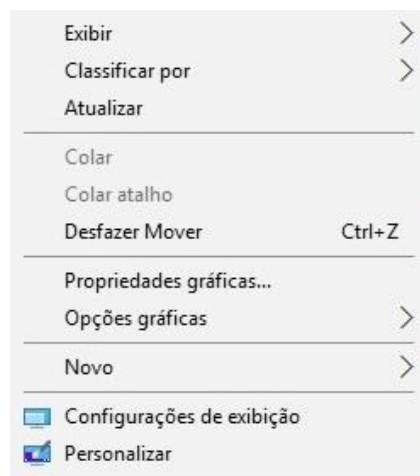 Exibir
Classificar por
Atualizar
Colar
Colar atalho
Desfazer Mover Ctrl+Z
Propriedades gráficas...
Opções gráficas
Novo
Configurações de exibição
Personalizar